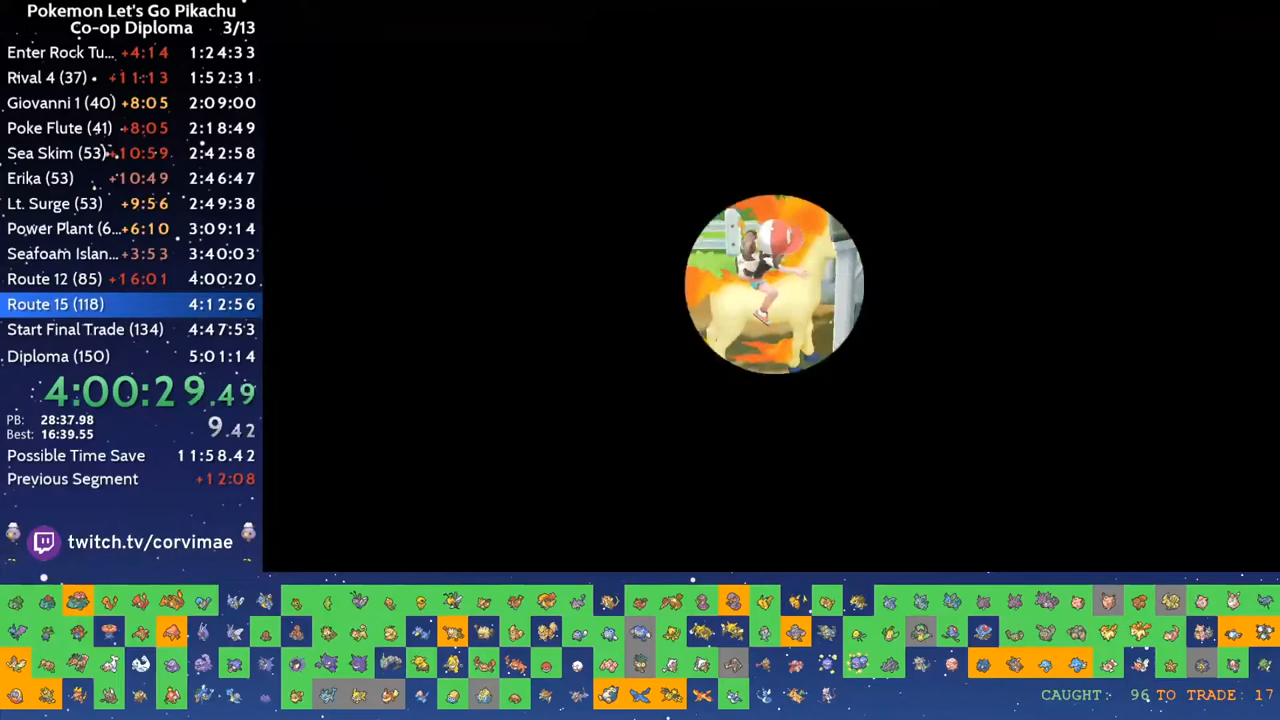 Pokemon Let's Go Pikachu
Co-op Diploma 3/13
Enter Rock Tu... +4:14 1:24:33
Rival 4 (37) +11:13 1:52:31
Giovanni 1 (40) +8:05 2:09:00
Poke Flute (41) +8:05 2:18:49
Sea Skim (53) +10:59 2:42:58
Erika (53) +10:49 2:46:47
Lt. Surge (53) +9:56 2:49:38
Power Plant (6... +6:10 3:09:14
Seafoam Islan... +3:53 3:40:03
Route 12 (85) +16:01 4:00:20
Route 15 (118) 4:12:56
Start Final Trade (134) 4:47:53
Diploma (150) 5:01:14
4:00:29.49
PB: 28:37.98
Best: 16:39.55 9.42
Possible Time Save 11:58.42
Previous Segment +12:08
twitch.tv/corvimae
CAUGHT: 96 TO TRADE: 17